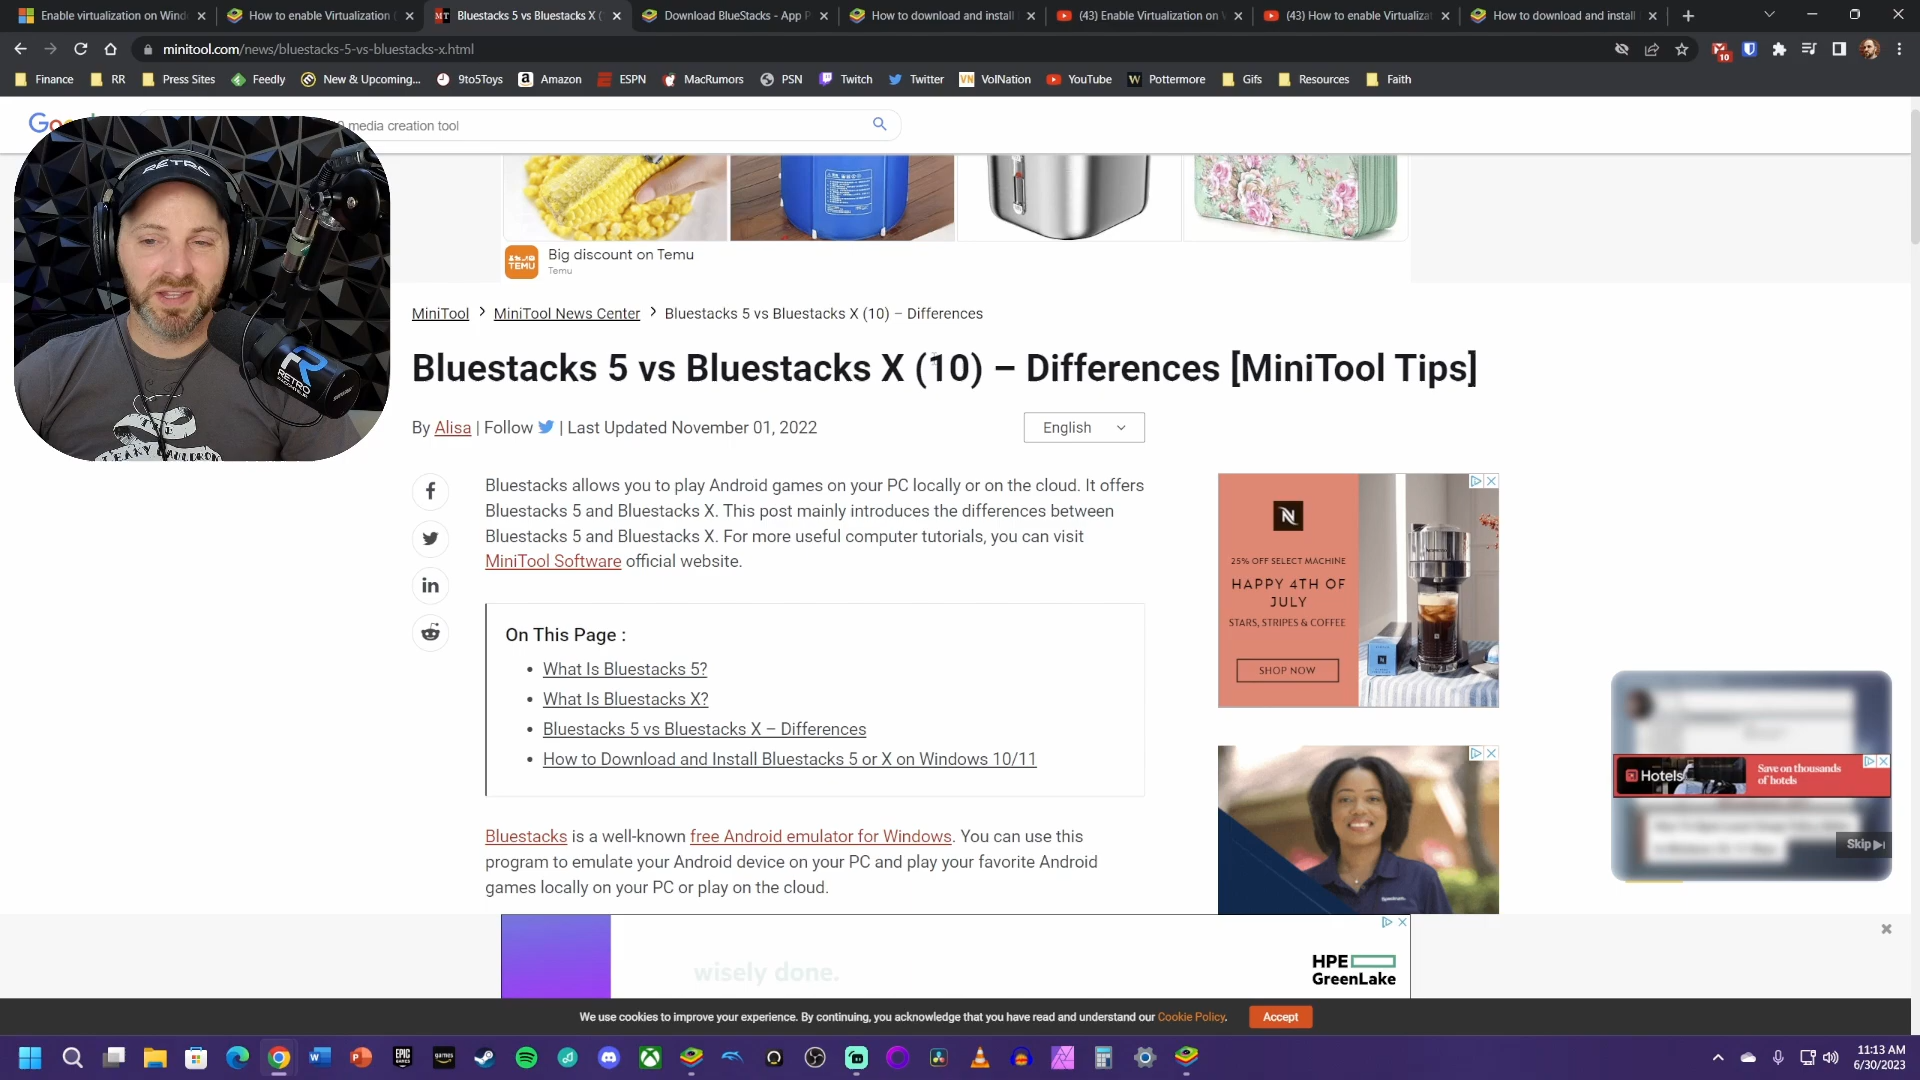 Enable virtualization on Wind
How to enable Virtualization (
Bluestacks 5 vs Bluestacks X (
Download BlueStacks - App P
How to download and install
(43) Enable Virtualization on
(43) How to enable Virtualizat
How to download and install
minitool.com/news/bluestacks-5-vs-bluestacks-x.html
10
Finance
RR
Press Sites
Feedly
New & Upcoming...
9to5Toys
Amazon
ESPN
MacRumors
PSN
Twitch
Twitter
VolNation
YouTube
Pottermore
Gifs
Resources
Faith
media creation tool
Big discount on Temu
Temu
TEMU
RETRO
MiniTool > MiniTool News Center > Bluestacks 5 vs Bluestacks X (10) – Differences
Bluestacks 5 vs Bluestacks X (10) – Differences [MiniTool Tips]
By Alisa | Follow | Last Updated November 01, 2022
English
Bluestacks allows you to play Android games on your PC locally or on the cloud. It offers
Bluestacks 5 and Bluestacks X. This post mainly introduces the differences between
Bluestacks 5 and Bluestacks X. For more useful computer tutorials, you can visit
MiniTool Software official website.
On This Page :
What Is Bluestacks 5?
What Is Bluestacks X?
Bluestacks 5 vs Bluestacks X – Differences
How to Download and Install Bluestacks 5 or X on Windows 10/11
Bluestacks is a well-known free Android emulator for Windows. You can use this
program to emulate your Android device on your PC and play your favorite Android
games locally on your PC or play on the cloud.
25% OFF SELECT MACHINE
HAPPY 4TH OF
JULY
STARS, STRIPES & COFFEE
SHOP NOW
Hotels
Save on thousands
of hotels
Skip
wisely done.
HPE
GreenLake
We use cookies to improve your experience. By continuing, you acknowledge that you have read and understand our Cookie Policy.
Accept
11:13 AM
6/30/2023